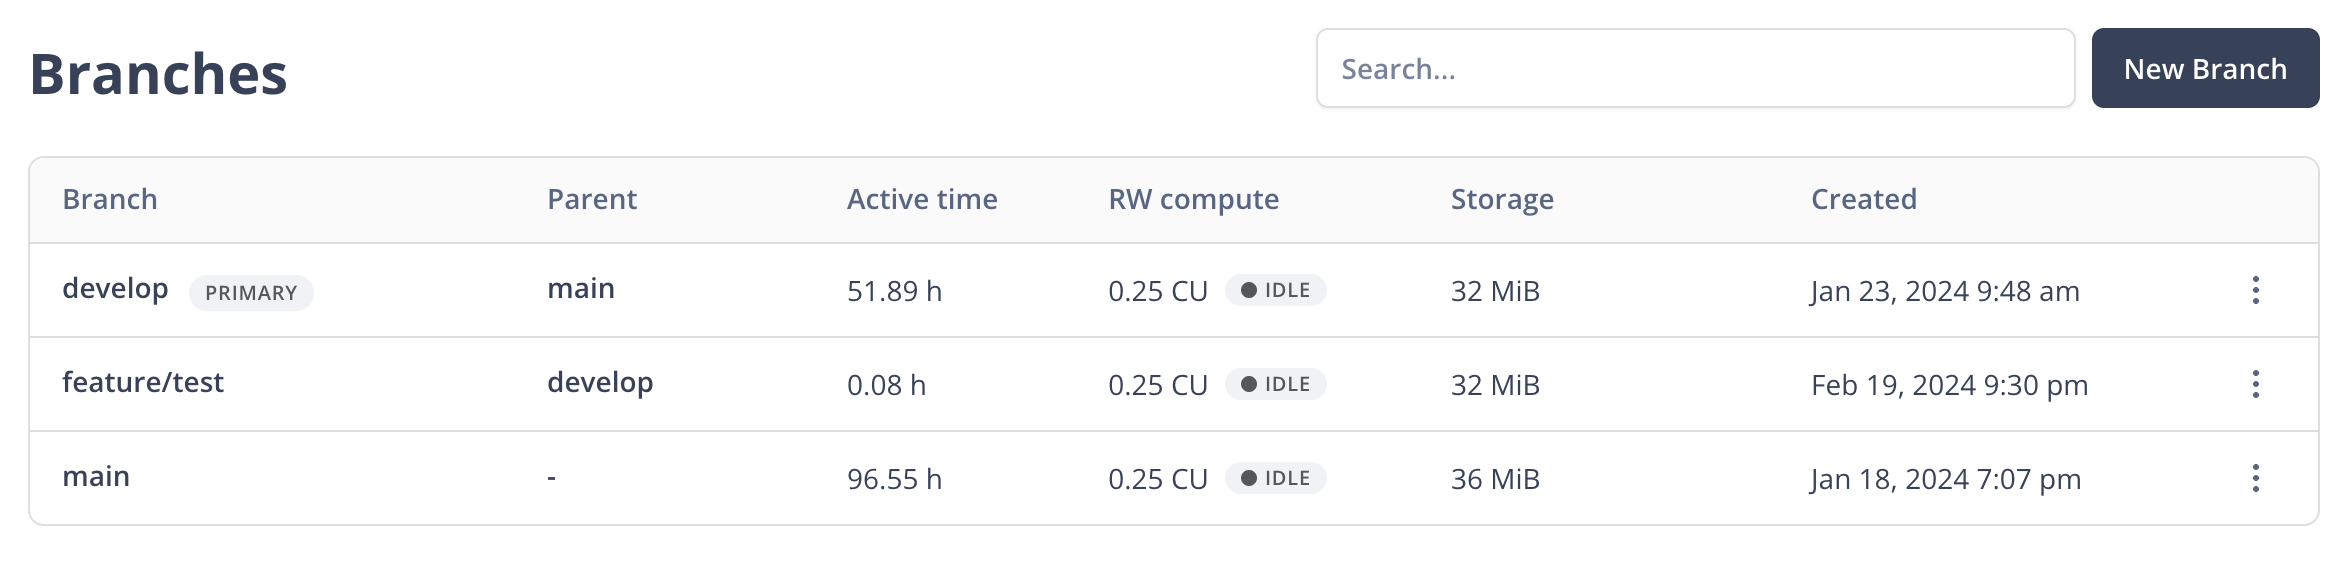 Branches
Search...
New Branch
Branch Parent Active time RW compute Storage Created
develop PRIMARY main 51.89 h 0.25 CU IDLE 32 MiB Jan 23, 2024 9:48 am
feature/test develop 0.08 h 0.25 CU IDLE 32 MiB Feb 19, 2024 9:30 pm
main - 96.55 h 0.25 CU IDLE 36 MiB Jan 18, 2024 7:07 pm